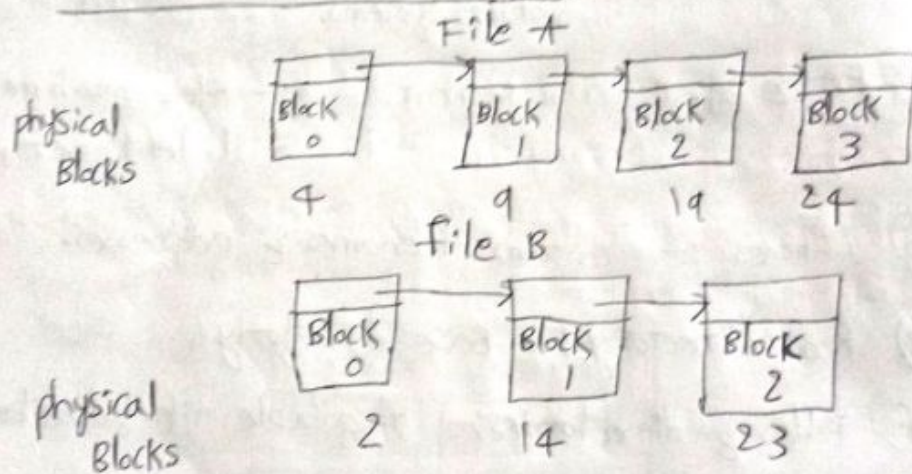 File A
physical
Blocks
Block
0
Block
1
Block
2
Block
3
4 9 19 24
file B
Block
0
Block
1
Block
2
physical
Blocks
2 14 23